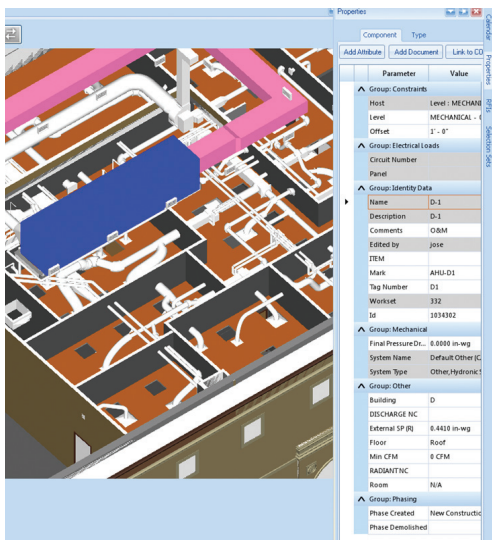 Properties
Component Type
Add Attribute Add Document Link to CO
Parameter Value
Group: Constraints
Host Level : MECHANI
Level MECHANICAL - 
Offset 1' - 0"
Group: Electrical Loads
Circuit Number
Panel
Group: Identity Data
Name D-1
Description D-1
Comments O&M
Edited by jose
ITEM
Mark AHU-D1
Tag Number D1
Workset 332
Id 1034302
Group: Mechanical
Final Pressure Dr... 0.0000 in-wg
System Name Default Other (C
System Type Other,Hydronic S
Group: Other
Building D
DISCHARGE NC
External SP (R) 0.4410 in-wg
Floor Roof
Min CFM 0 CFM
RADIANT NC
Room N/A
Group: Phasing
Phase Created New Constructio
Phase Demolished
Calendar
Properties
RFIs
Selection Sets